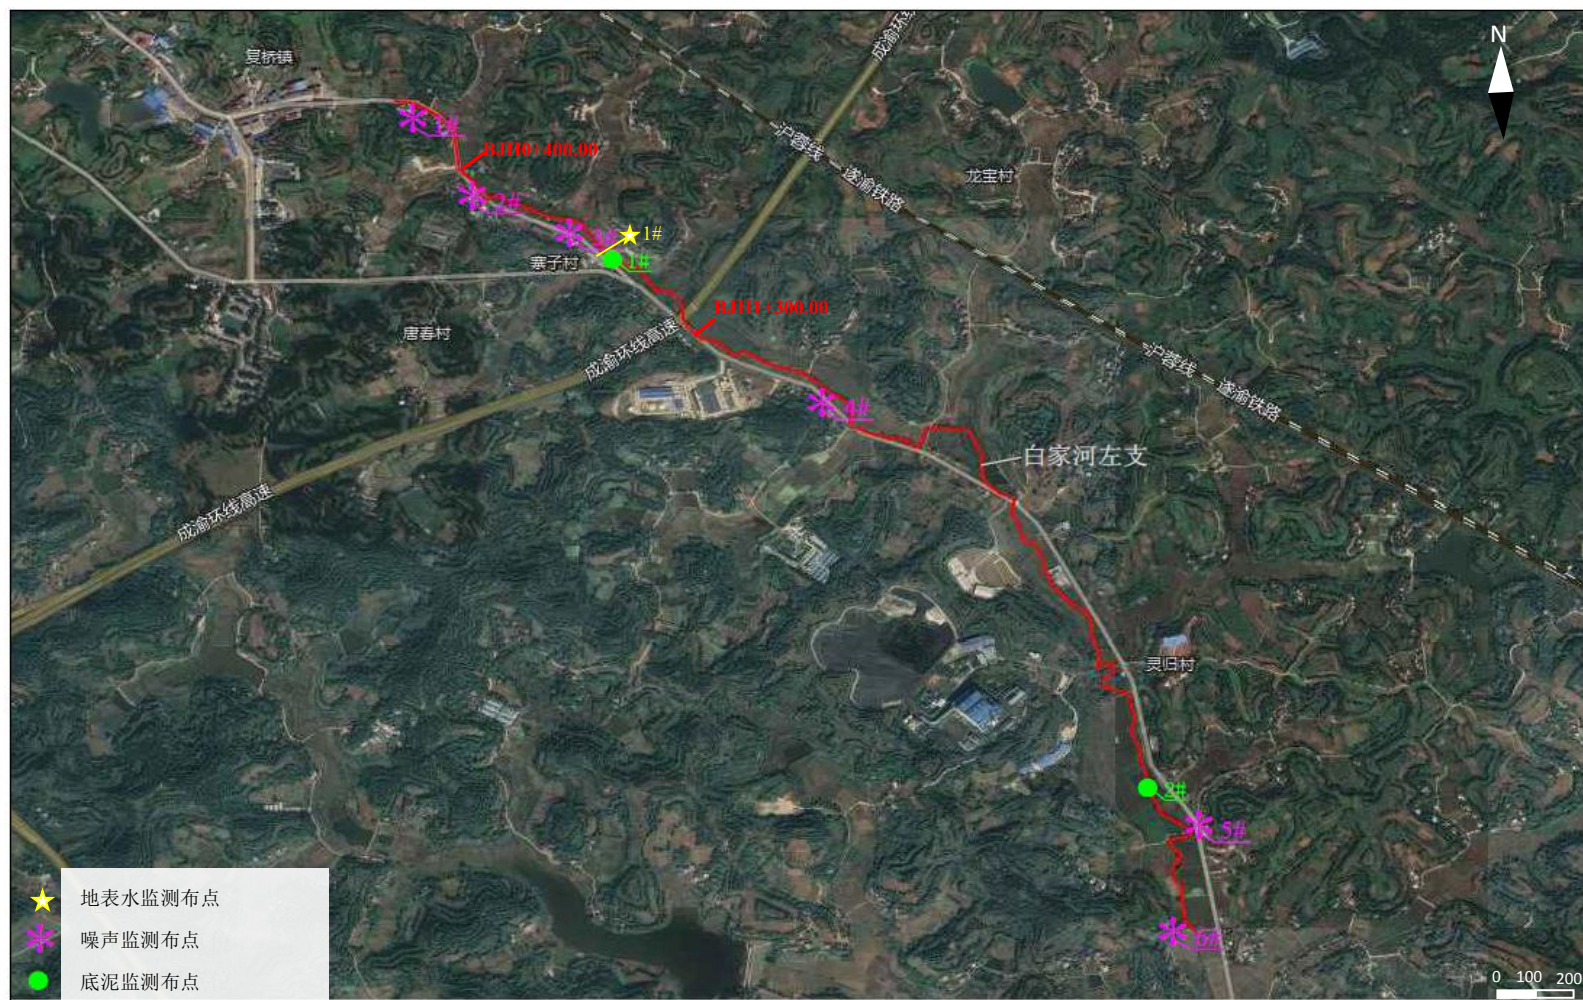 复桥镇
N
1#
BJH0+400.00
沪蓉线
遂渝铁路
成渝环线
龙宝村
2#
3#
1#
寨子村
1#
BJH1+300.00
唐春村
成渝环线高速
沪蓉线
遂渝铁路
4#
白家河左支
成渝环线高速
灵归村
2#
5#
6#
地表水监测布点
噪声监测布点
底泥监测布点
0 100 200